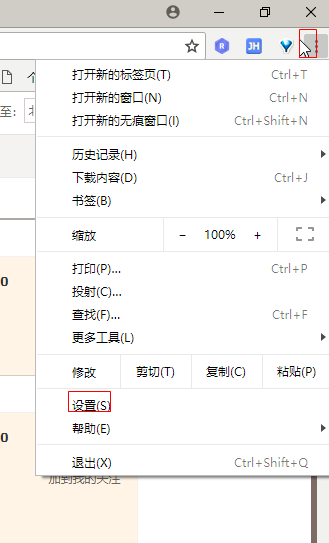 JH
打开新的标签页(T) Ctrl+T
打开新的窗口(N) Ctrl+N
打开新的无痕窗口(I) Ctrl+Shift+N
至:
历史记录(H)
下载内容(D) Ctrl+J
书签(B)
缩放 − 100% +
打印(P)... Ctrl+P
投射(C)...
0
查找(F)... Ctrl+F
更多工具(L)
修改 剪切(T) 复制(C) 粘贴(P)
设置(S)
帮助(E)
0
退出(X) Ctrl+Shift+Q
加到我的关注